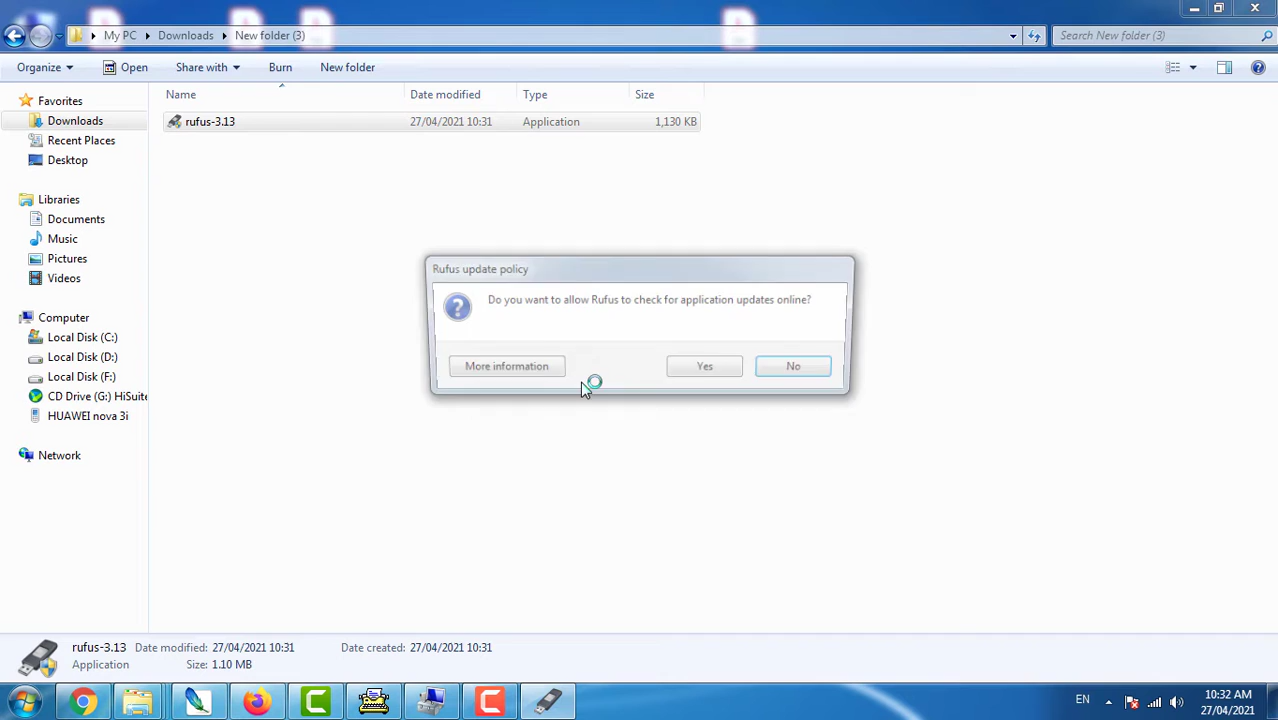 My PC Downloads New folder (3)
Search New folder (3)
Organize Open Share with Burn New folder
Name Date modified Type Size
rufus-3.13 27/04/2021 10:31 Application 1,130 KB
Favorites
Downloads
Recent Places
Desktop
Libraries
Documents
Music
Pictures
Videos
Computer
Local Disk (C:)
Local Disk (D:)
Local Disk (F:)
CD Drive (G:) HiSuite
HUAWEI nova 3i
Network
Rufus update policy
Do you want to allow Rufus to check for application updates online?
More information Yes No
rufus-3.13 Date modified: 27/04/2021 10:31 Date created: 27/04/2021 10:31
Application Size: 1.10 MB
EN
10:32 AM
27/04/2021